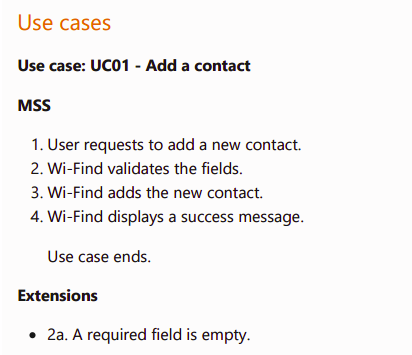 Use cases
Use case: UC01 - Add a contact
MSS
1. User requests to add a new contact.
2. Wi-Find validates the fields.
3. Wi-Find adds the new contact.
4. Wi-Find displays a success message.
Use case ends.
Extensions
• 2a. A required field is empty.